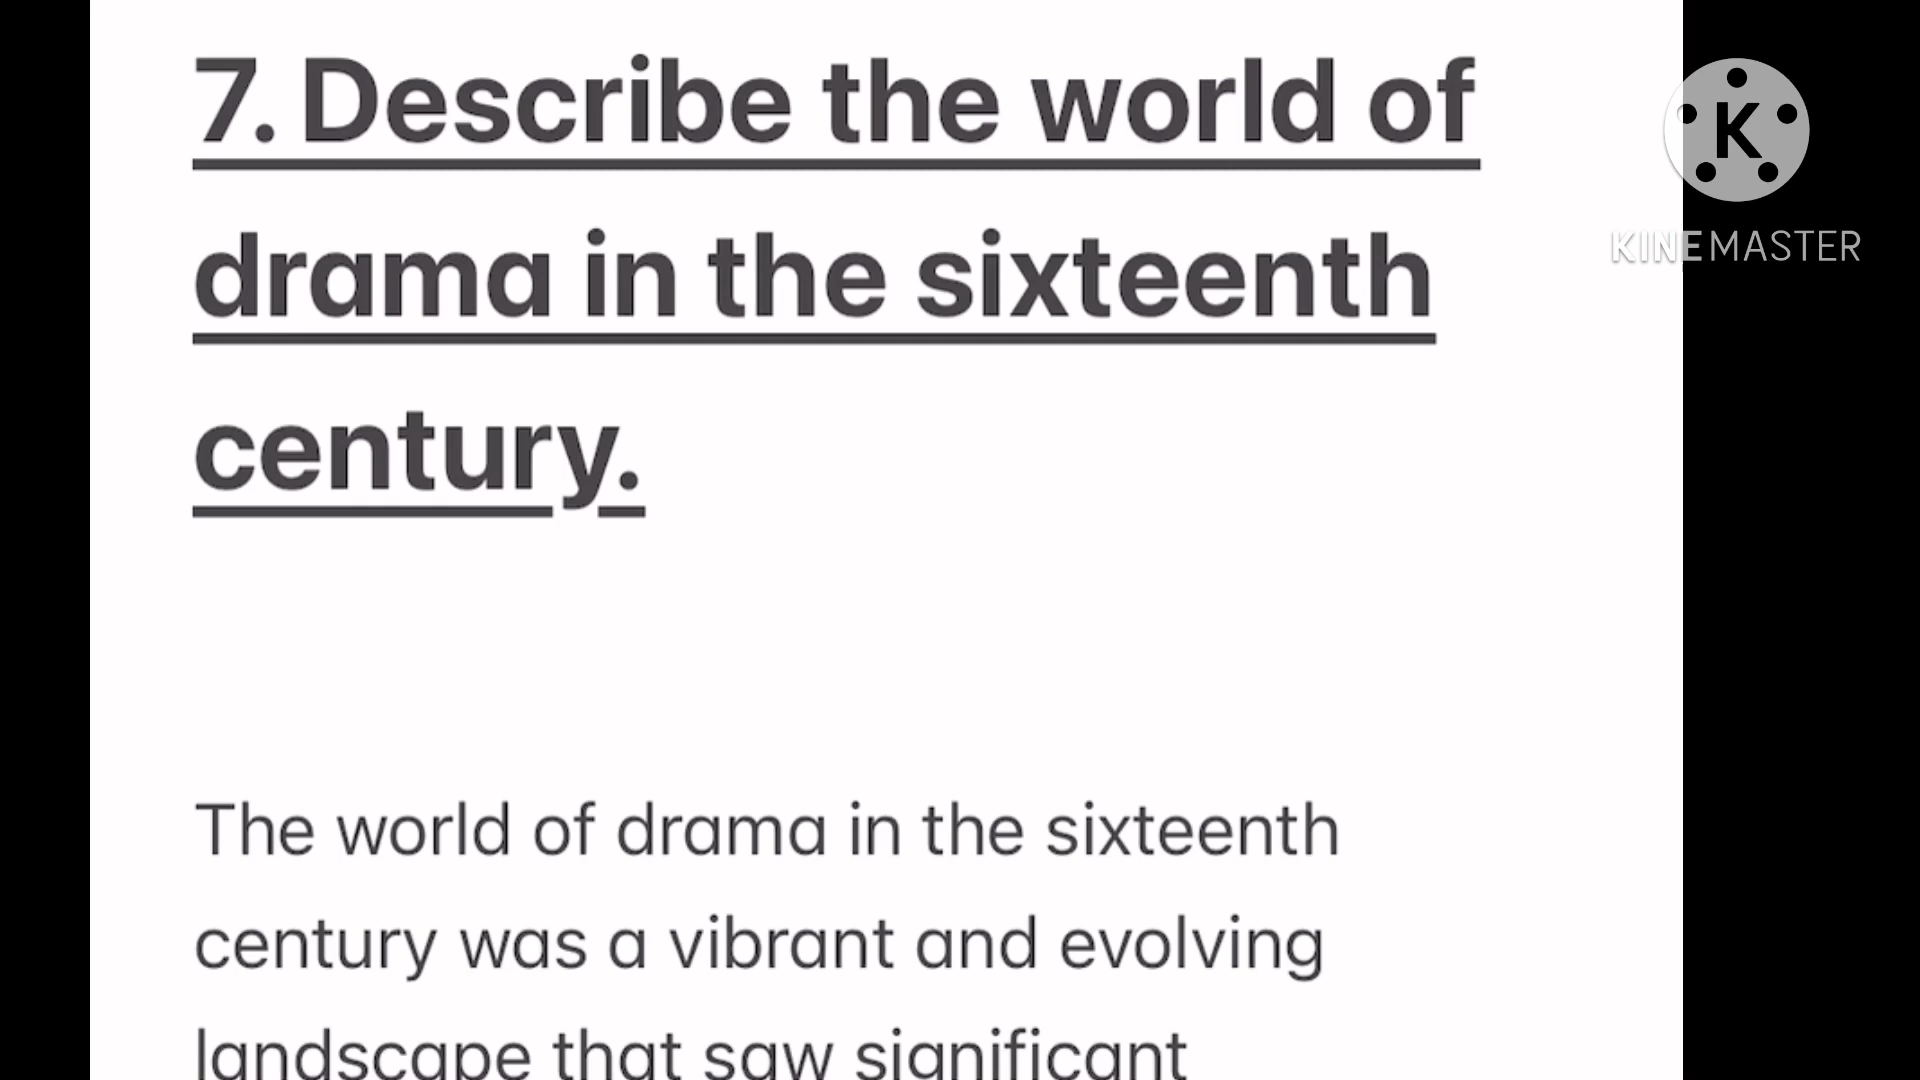 7. Describe the world of
drama in the sixteenth
century.
K
KINEMASTER
The world of drama in the sixteenth
century was a vibrant and evolving
landscape that saw significant